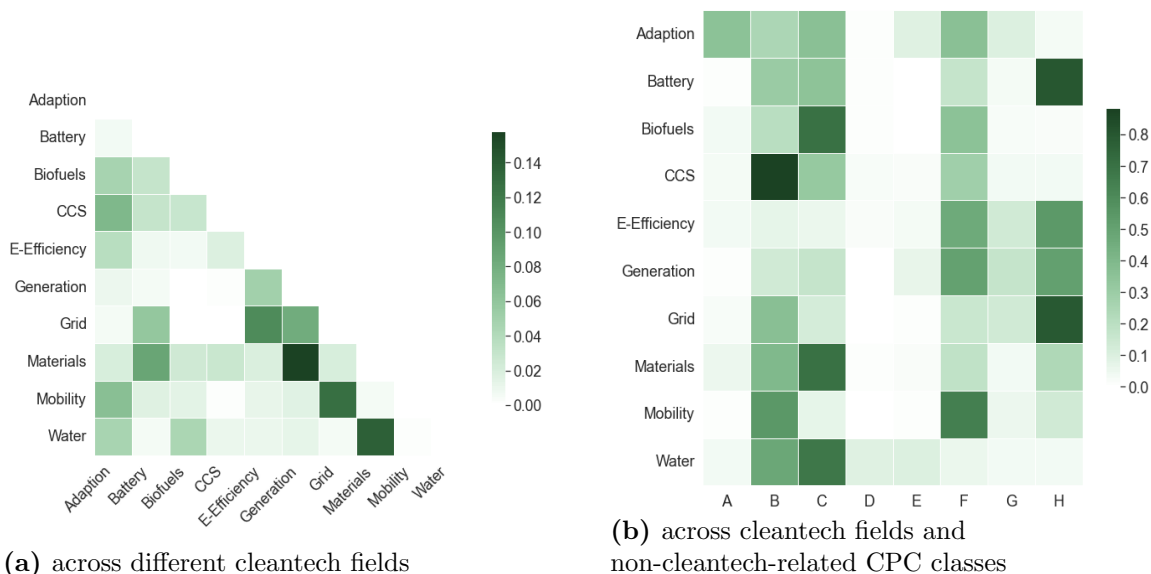 Adaption
Battery
Biofuels
CCS
E-Efficiency
Generation
Grid
Materials
Mobility
Water
Adaption
Battery
Biofuels
CCS
E-Efficiency
Generation
Grid
Materials
Mobility
Water
0.14
0.12
0.10
0.08
0.06
0.04
0.02
0.00
(a) across different cleantech fields
Adaption
Battery
Biofuels
CCS
E-Efficiency
Generation
Grid
Materials
Mobility
Water
A B C D E F G H
0.8
0.7
0.6
0.5
0.4
0.3
0.2
0.1
0.0
(b) across cleantech fields and
non-cleantech-related CPC classes